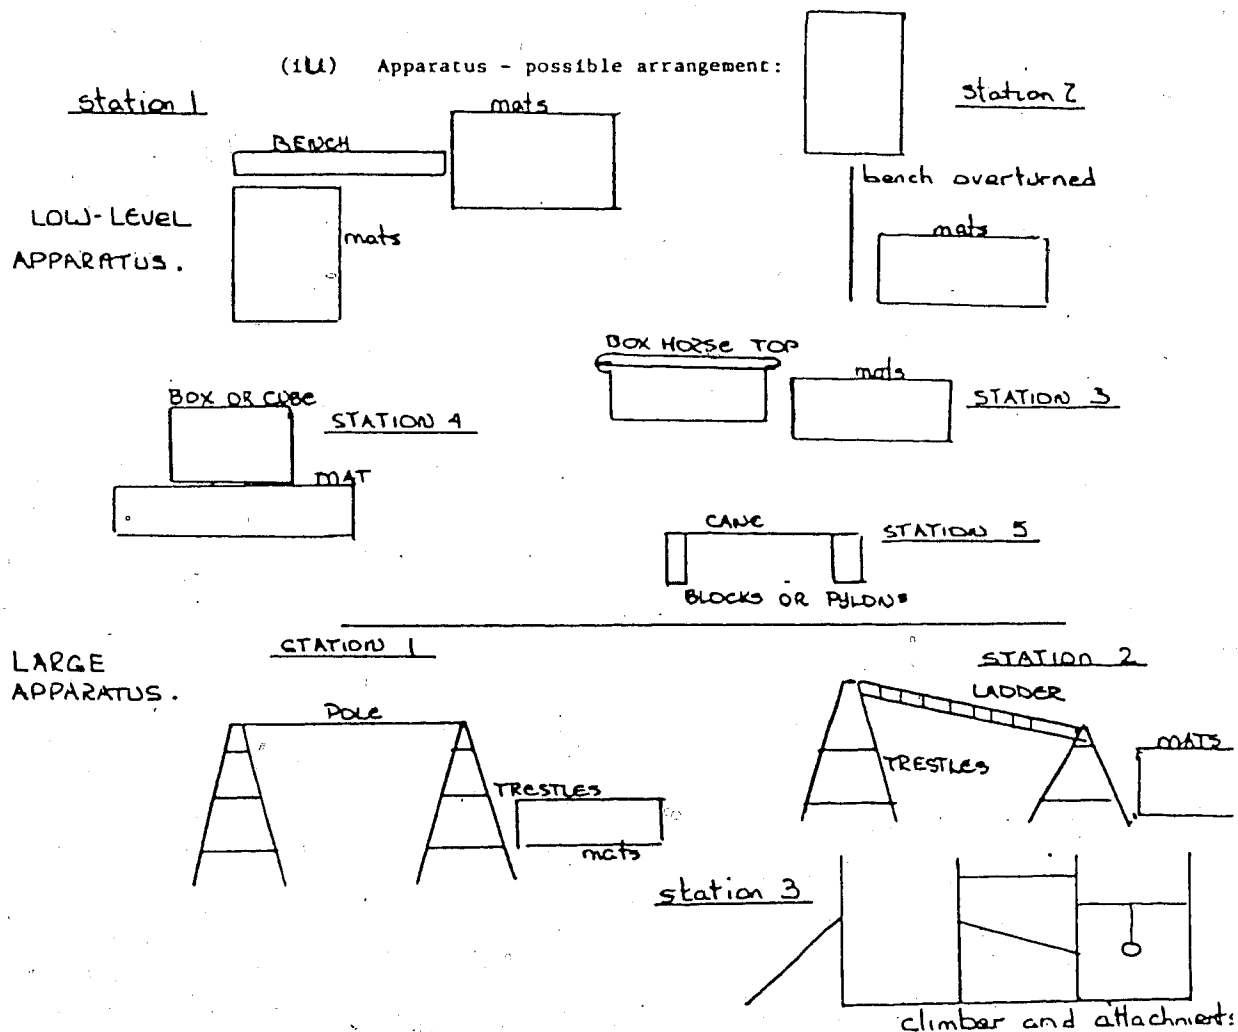 (iii) Apparatus - possible arrangement:
Station 1
mats
Station 2
BENCH
bench overturned
LOW-LEVEL
APPARATUS.
mats
mats
BOX HORSE TOP
mats
BOX OR CUBE
STATION 3
STATION 4
MAT
CANE
STATION 5
BLOCKS OR PYLONS
STATION 1
LARGE
APPARATUS.
STATION 2
LADDER
POLE
MATS
TRESTLES
TRESTLES
mats
Station 3
climber and attachments